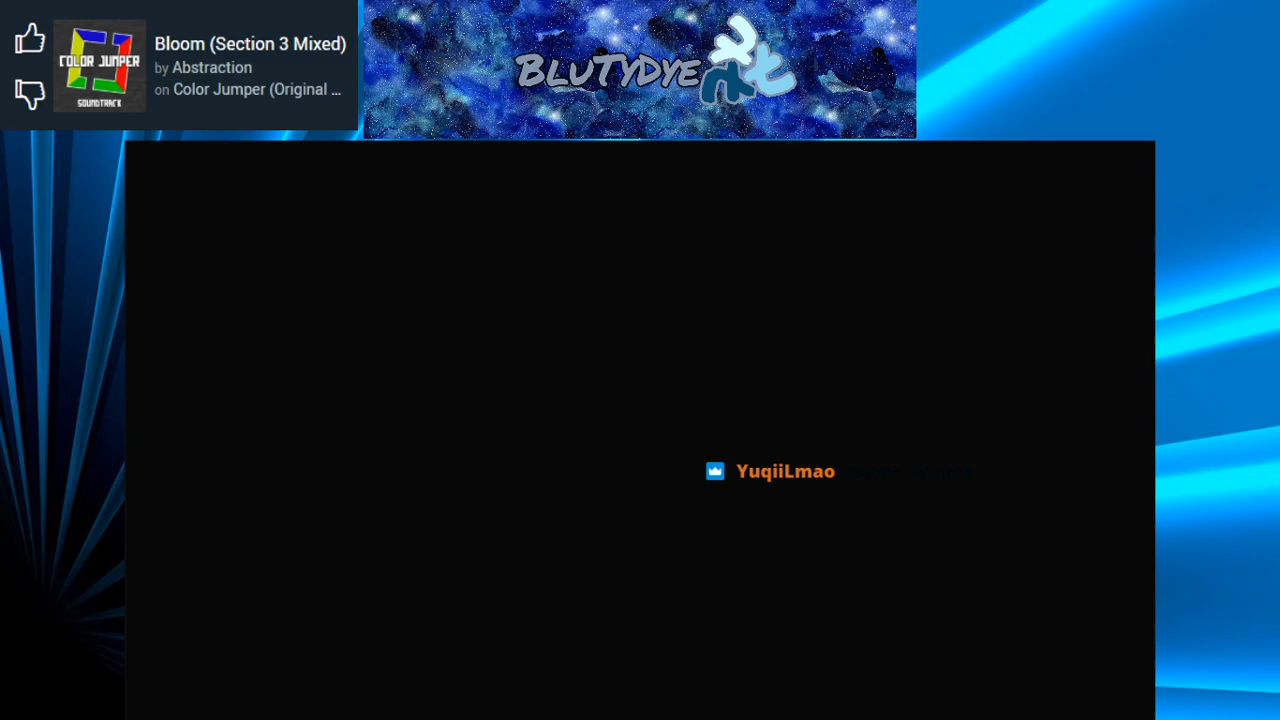 Bloom (Section 3 Mixed)
by Abstraction
on Color Jumper (Original ...
COLOR JUMPER
SOUNDTRACK
BluTyDye
YuqiiLmao